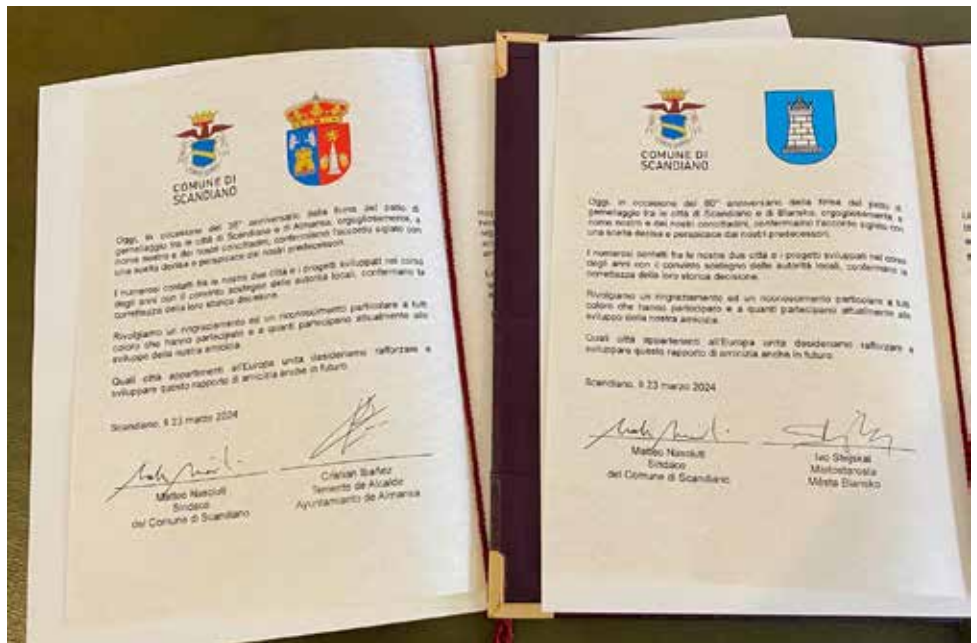 COMUNE DI
SCANDIANO
Oggi, in occasione del anniversario della firma del patto di
gemellaggio fra le città di Scandiano e di Almansa, orgogliosamente, a
nome nostro e dei nostri concittadini, confermiamo l'accordo siglato con
una scelta decisa e perspicace dai nostri predecessori.
I numerosi contatti fra le nostre due città e i progetti sviluppati nel corso
degli anni con il convinto sostegno delle autorità locali, confermano la
correttezza della loro storica decisione.
Rivolgiamo un ringraziamento ed un riconoscimento particolare a tutti
coloro che hanno partecipato e a quanti partecipano attualmente allo
sviluppo della nostra amicizia.
Quali città appartenenti all'Europa unita desideriamo rafforzare e
sviluppare questo rapporto di amicizia anche in futuro.
Scandiano, li 23 marzo 2024
Matteo Nasciuti
Sindaco
del Comune di Scandiano
Cristian Ibañez
Teniente de Alcalde
Ayuntamiento de Almansa
COMUNE DI
SCANDIANO
Oggi, in occasione del anniversario della firma del patto di
gemellaggio fra le città di Scandiano e di Blansko, orgogliosamente a
nome nostro e dei nostri concittadini, confermiamo l'accordo siglato con
una scelta decisa e perspicace dai nostri predecessori.
I numerosi contatti fra le nostre due città e i progetti sviluppati nel corso
degli anni con il convinto sostegno delle autorità locali, confermano la
correttezza della loro storica decisione.
Rivolgiamo un ringraziamento ed un riconoscimento particolare a tutti
coloro che hanno partecipato e a quanti partecipano attualmente allo
sviluppo della nostra amicizia.
Quali città appartenenti all'Europa unita desideriamo rafforzare e
sviluppare questo rapporto di amicizia anche in futuro.
Scandiano, li 23 marzo 2024
Matteo Nasciuti
Sindaco
del Comune di Scandiano
Ivo Stejskal
Místostarosta
Města Blansko